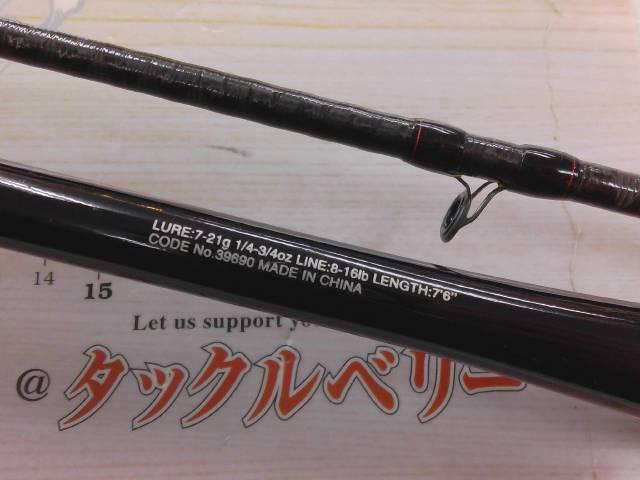 LURE:7-21g 1/4-3/4oz LINE:8-16lb LENGTH:7'6"
CODE No.39690 MADE IN CHINA
14 15
Let us support
@ タックルベリー